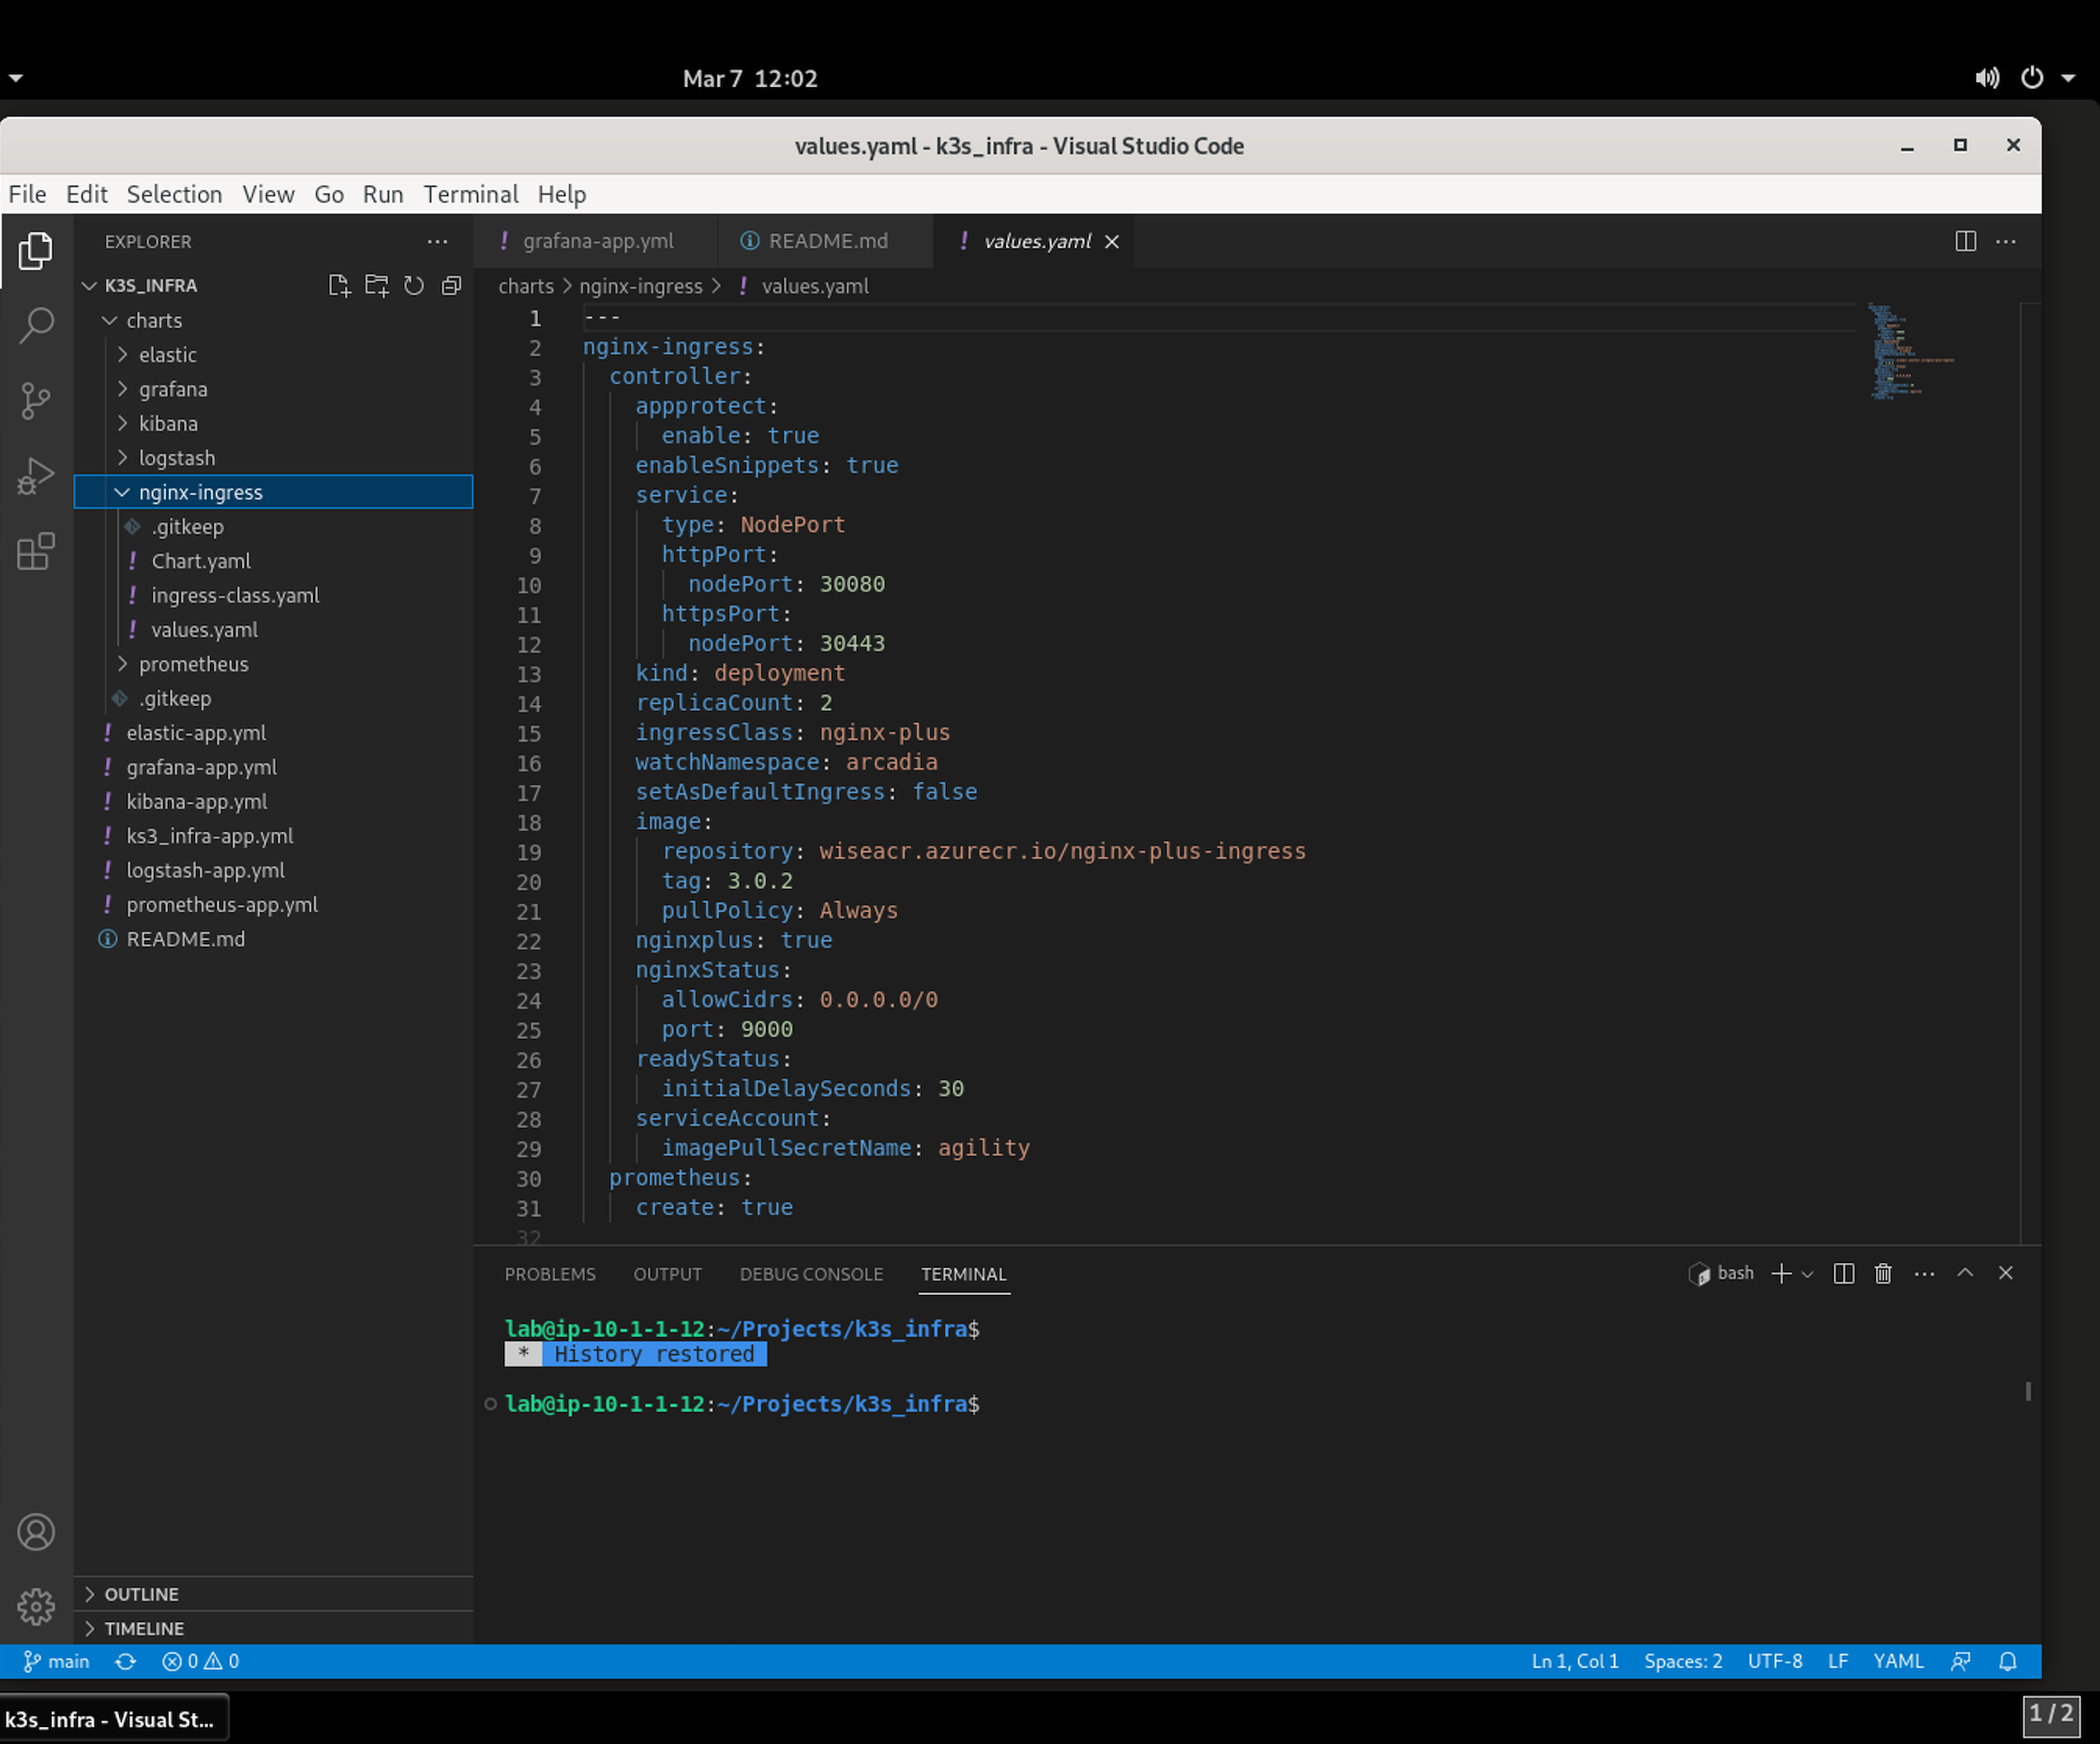 Mar 7 12:02
values.yaml - k3s_infra - Visual Studio Code
File Edit Selection View Go Run Terminal Help
EXPLORER
K3S_INFRA
charts
elastic
grafana
kibana
logstash
nginx-ingress
.gitkeep
Chart.yaml
ingress-class.yaml
values.yaml
prometheus
.gitkeep
elastic-app.yml
grafana-app.yml
kibana-app.yml
ks3_infra-app.yml
logstash-app.yml
prometheus-app.yml
README.md
OUTLINE
TIMELINE
! grafana-app.yml README.md ! values.yaml
charts > nginx-ingress > ! values.yaml
1 ---
2 nginx-ingress:
3 controller:
4 appprotect:
5 enable: true
6 enableSnippets: true
7 service:
8 type: NodePort
9 httpPort:
10 nodePort: 30080
11 httpsPort:
12 nodePort: 30443
13 kind: deployment
14 replicaCount: 2
15 ingressClass: nginx-plus
16 watchNamespace: arcadia
17 setAsDefaultIngress: false
18 image:
19 repository: wiseacr.azurecr.io/nginx-plus-ingress
20 tag: 3.0.2
21 pullPolicy: Always
22 nginxplus: true
23 nginxStatus:
24 allowCidrs: 0.0.0.0/0
25 port: 9000
26 readyStatus:
27 initialDelaySeconds: 30
28 serviceAccount:
29 imagePullSecretName: agility
30 prometheus:
31 create: true
32
PROBLEMS OUTPUT DEBUG CONSOLE TERMINAL bash
lab@ip-10-1-1-12:~/Projects/k3s_infra$
* History restored
lab@ip-10-1-1-12:~/Projects/k3s_infra$
main 0 0 Ln 1, Col 1 Spaces: 2 UTF-8 LF YAML
k3s_infra - Visual St...
1 / 2